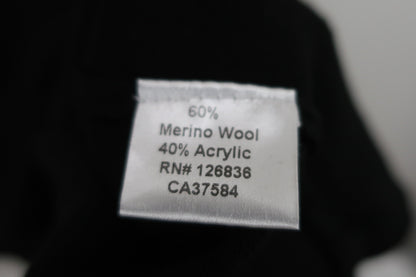 60%
Merino Wool
40% Acrylic
RN# 126836
CA37584